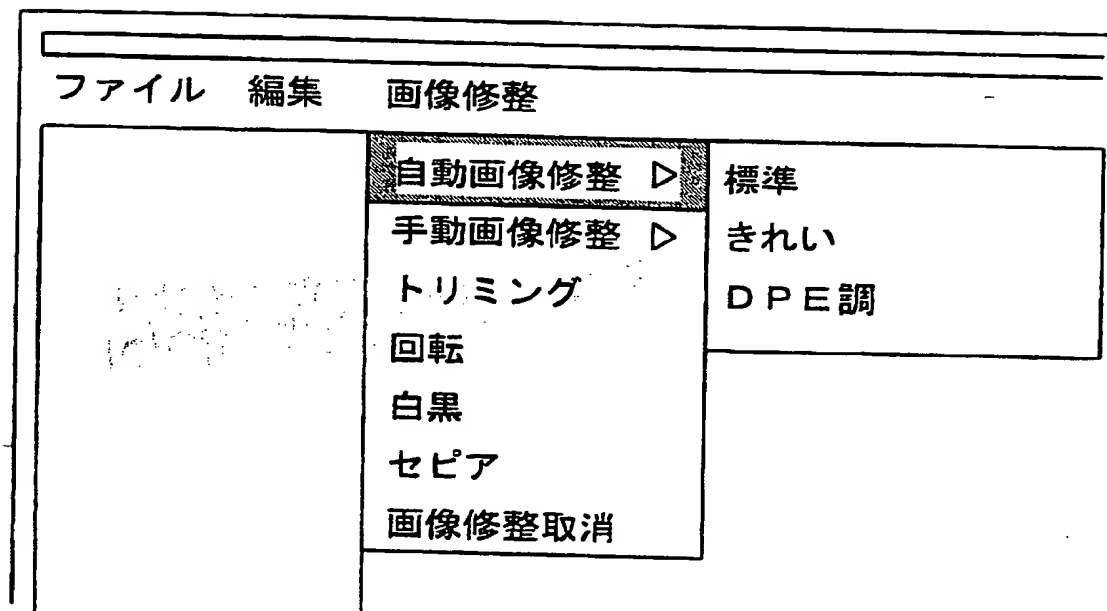 ファイル 編集 画像修整
自動画像修整 ▷ 標準
手動画像修整 ▷ きれい
トリミング DPE調
回転
白黒
セピア
画像修整取消